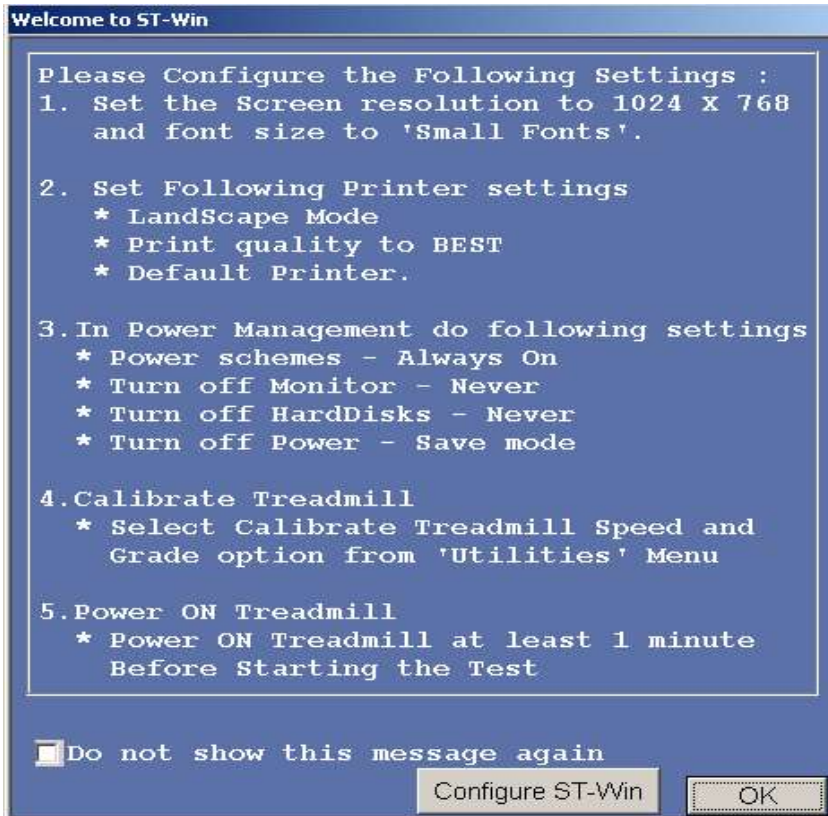 Welcome to ST-Win
Please Configure the Following Settings :
1. Set the Screen resolution to 1024 X 768
and font size to 'Small Fonts'.
2. Set Following Printer settings
* LandScape Mode
* Print quality to BEST
* Default Printer.
3.In Power Management do following settings
* Power schemes - Always On
* Turn off Monitor - Never
* Turn off HardDisks - Never
* Turn off Power - Save mode
4.Calibrate Treadmill
* Select Calibrate Treadmill Speed and
Grade option from 'Utilities' Menu
5.Power ON Treadmill
* Power ON Treadmill at least 1 minute
Before Starting the Test
Do not show this message again
Configure ST-Win
OK